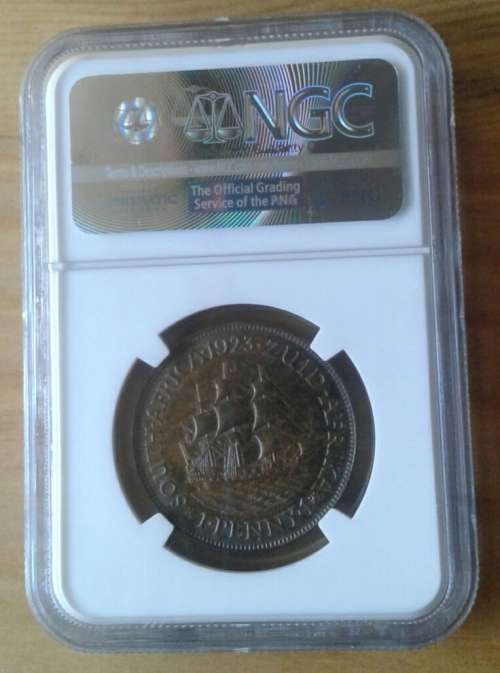 NGC
The Official Grading
Service of the PNG
SOUTH AFRICA·1923·ZUID-AFRIKA
1·PENNY·1